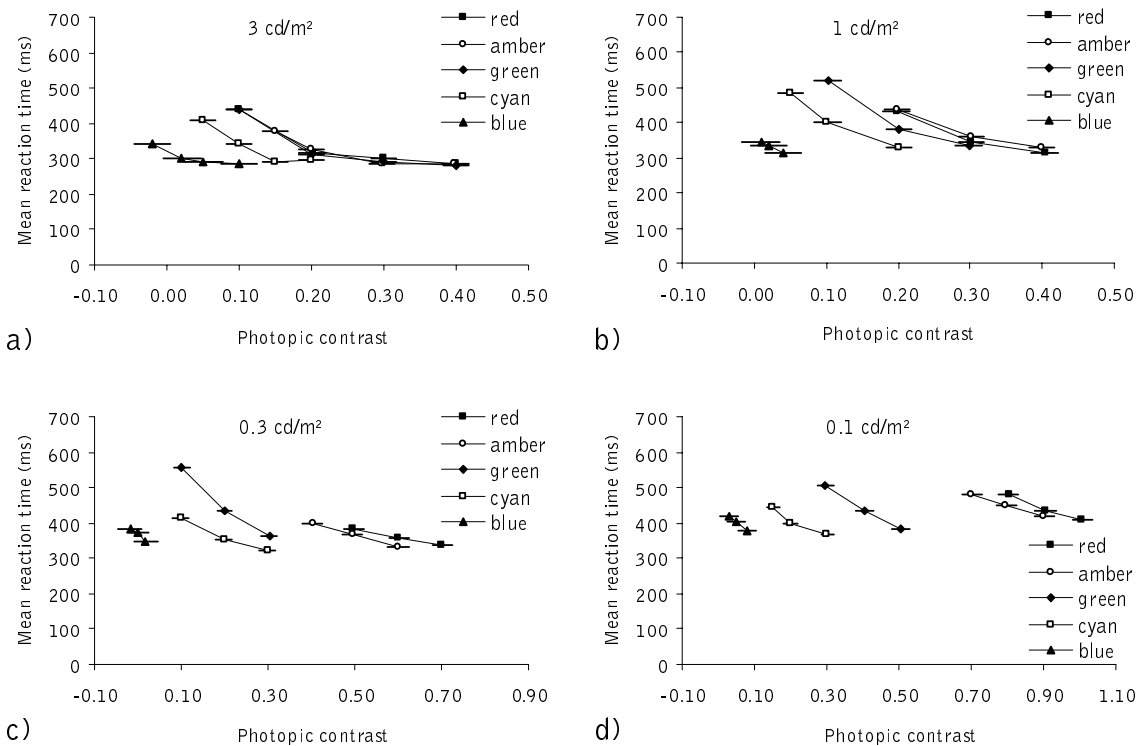 3 cd/m²
Mean reaction time (ms)
700
600
500
400
300
200
100
0
-0.10 0.00 0.10 0.20 0.30 0.40 0.50
Photopic contrast
red
amber
green
cyan
blue
a)
1 cd/m²
Mean reaction time (ms)
700
600
500
400
300
200
100
0
-0.10 0.00 0.10 0.20 0.30 0.40 0.50
Photopic contrast
red
amber
green
cyan
blue
b)
0.3 cd/m²
Mean reaction time (ms)
700
600
500
400
300
200
100
0
-0.10 0.10 0.30 0.50 0.70 0.90
Photopic contrast
red
amber
green
cyan
blue
c)
0.1 cd/m²
Mean reaction time (ms)
700
600
500
400
300
200
100
0
-0.10 0.10 0.30 0.50 0.70 0.90 1.10
Photopic contrast
red
amber
green
cyan
blue
d)